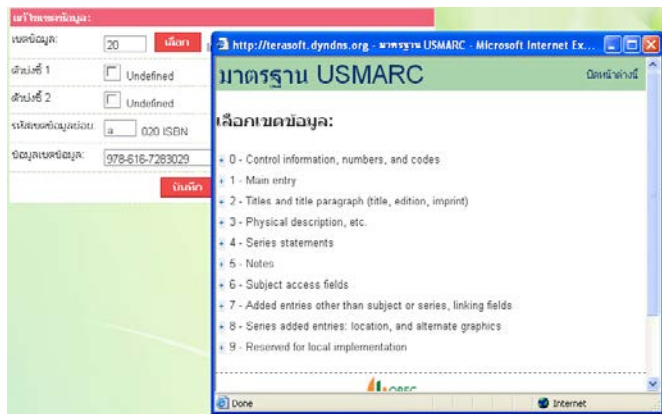 แก้ไขเขตข้อมูล:
เขตข้อมูล: 20 เลือก
ตัวบ่งชี้ 1 Undefined
ตัวบ่งชี้ 2 Undefined
รหัสเขตข้อมูลย่อย: a 020 ISBN
ข้อมูลเขตข้อมูล: 978-616-7283029
บันทึก
http://terasoft.dyndns.org - มาตรฐาน USMARC - Microsoft Internet Ex...
มาตรฐาน USMARC ปิดหน้าต่างนี้
เลือกเขตข้อมูล:
+ 0 - Control information, numbers, and codes
+ 1 - Main entry
+ 2 - Titles and title paragraph (title, edition, imprint)
+ 3 - Physical description, etc.
+ 4 - Series statements
+ 5 - Notes
+ 6 - Subject access fields
+ 7 - Added entries other than subject or series, linking fields
+ 8 - Series added entries: location, and alternate graphics
+ 9 - Reserved for local implementation
OBEC
Done Internet